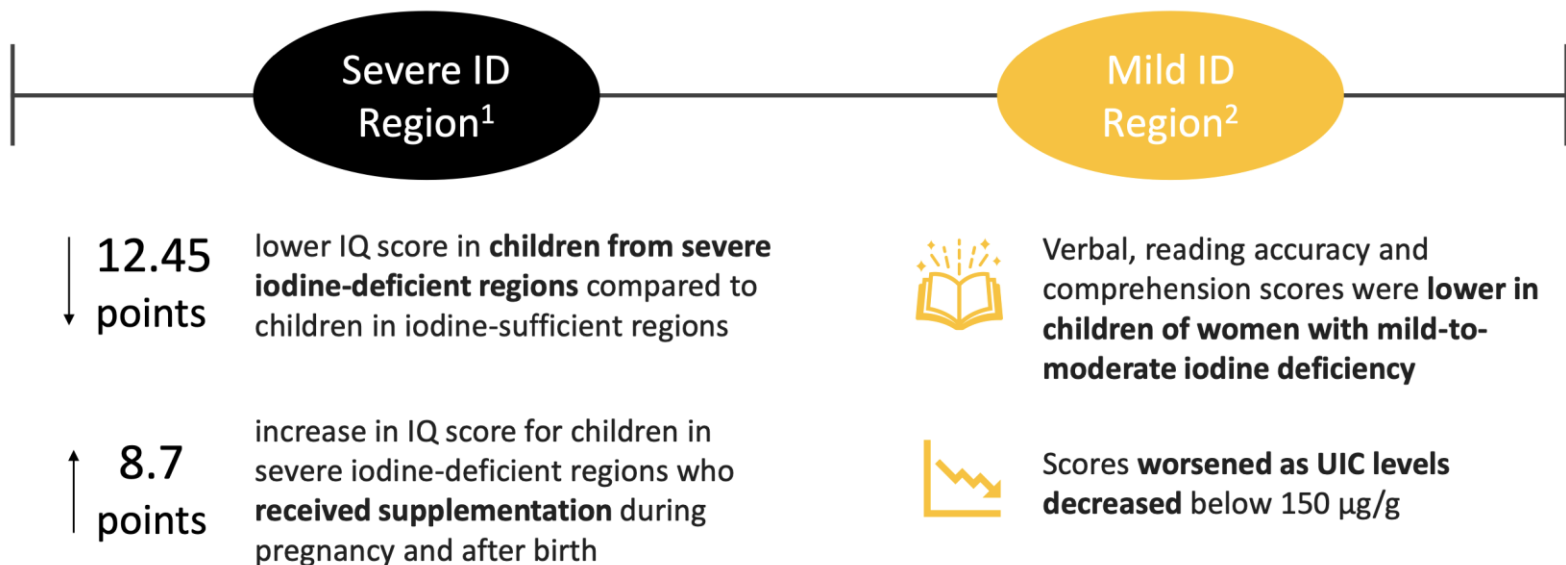 Severe ID
Region¹
Mild ID
Region²
12.45
points
lower IQ score in children from severe
iodine-deficient regions compared to
children in iodine-sufficient regions
8.7
points
increase in IQ score for children in
severe iodine-deficient regions who
received supplementation during
pregnancy and after birth
Verbal, reading accuracy and
comprehension scores were lower in
children of women with mild-to-
moderate iodine deficiency
Scores worsened as UIC levels
decreased below 150 µg/g